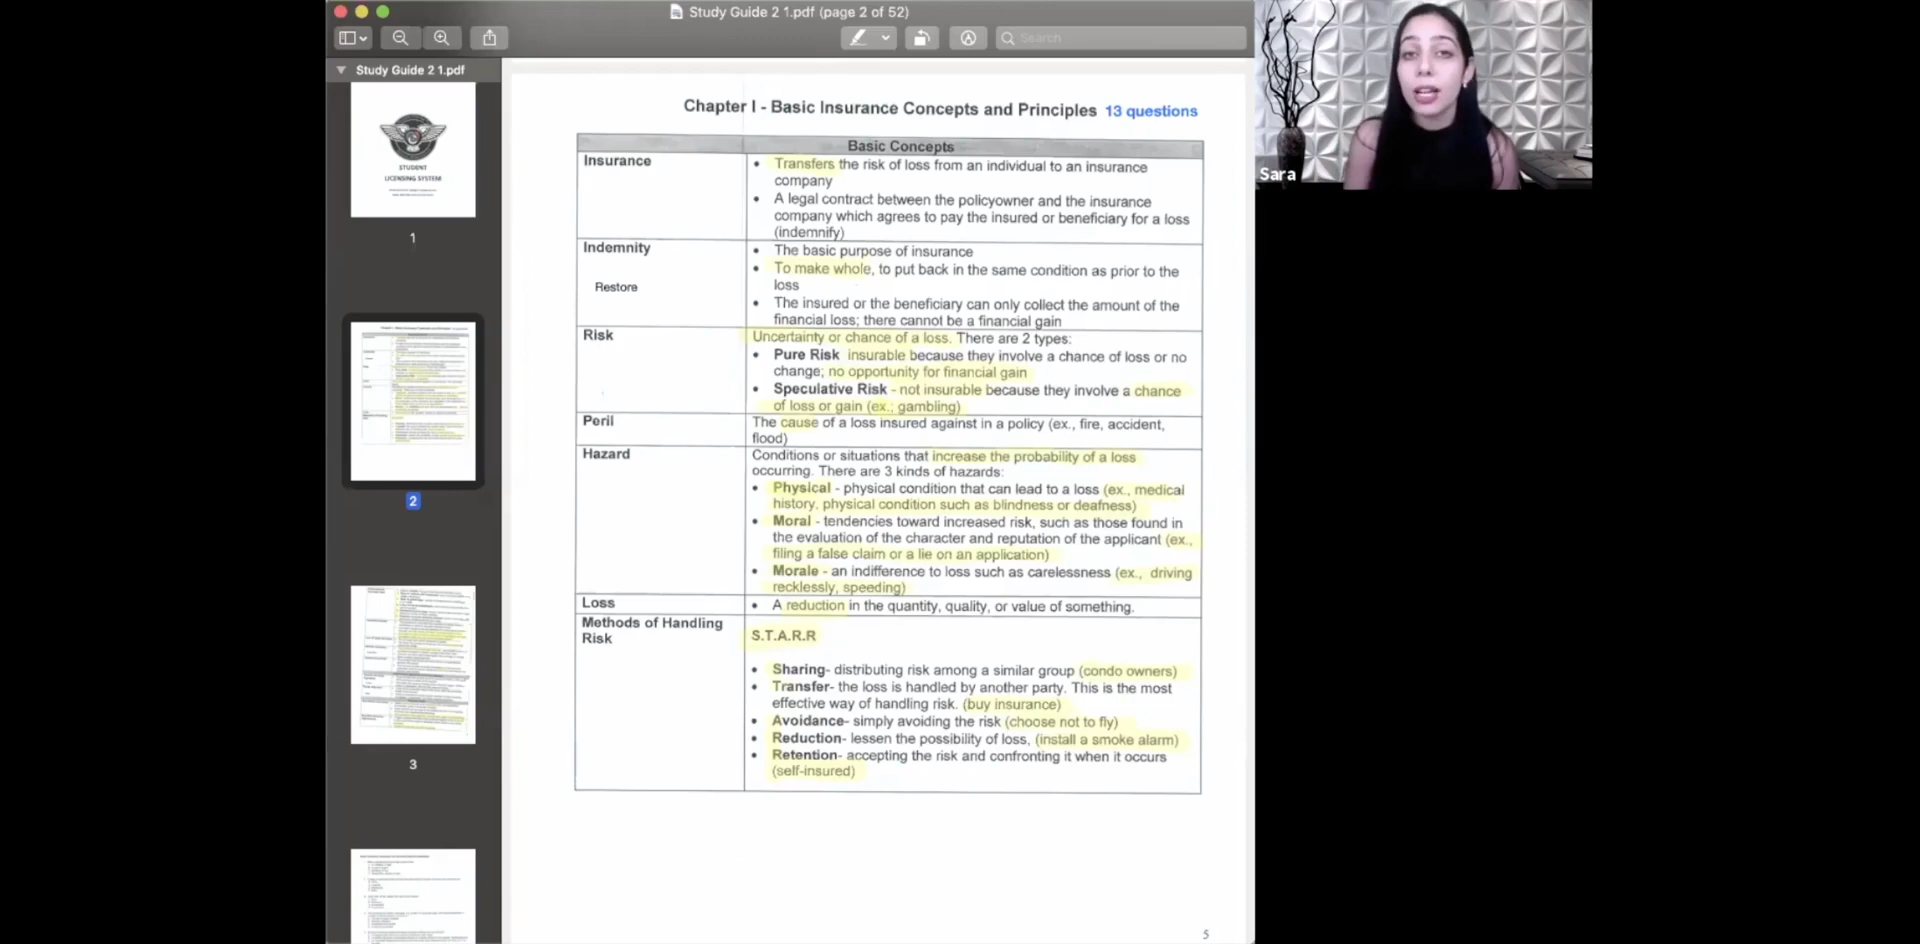 Study Guide 2 1.pdf (page 2 of 52)
Search
Study Guide 2 1.pdf
STUDENT
LICENSING SYSTEM
1
2
3
Chapter I - Basic Insurance Concepts and Principles 13 questions
Basic Concepts
Insurance
• Transfers the risk of loss from an individual to an insurance
company
• A legal contract between the policyowner and the insurance
company which agrees to pay the insured or beneficiary for a loss
(indemnify)
Indemnity
Restore
• The basic purpose of insurance
• To make whole, to put back in the same condition as prior to the
loss
• The insured or the beneficiary can only collect the amount of the
financial loss; there cannot be a financial gain
Risk
Uncertainty or chance of a loss. There are 2 types:
• Pure Risk insurable because they involve a chance of loss or no
change; no opportunity for financial gain
• Speculative Risk - not insurable because they involve a chance
of loss or gain (ex.; gambling)
Peril
The cause of a loss insured against in a policy (ex., fire, accident,
flood)
Hazard
Conditions or situations that increase the probability of a loss
occurring. There are 3 kinds of hazards:
• Physical - physical condition that can lead to a loss (ex., medical
history, physical condition such as blindness or deafness)
• Moral - tendencies toward increased risk, such as those found in
the evaluation of the character and reputation of the applicant (ex.,
filing a false claim or a lie on an application)
• Morale - an indifference to loss such as carelessness (ex., driving
recklessly, speeding)
Loss
• A reduction in the quantity, quality, or value of something.
Methods of Handling
Risk
S.T.A.R.R
• Sharing- distributing risk among a similar group (condo owners)
• Transfer- the loss is handled by another party. This is the most
effective way of handling risk. (buy insurance)
• Avoidance- simply avoiding the risk (choose not to fly)
• Reduction- lessen the possibility of loss, (install a smoke alarm)
• Retention- accepting the risk and confronting it when it occurs
(self-insured)
5
Sara